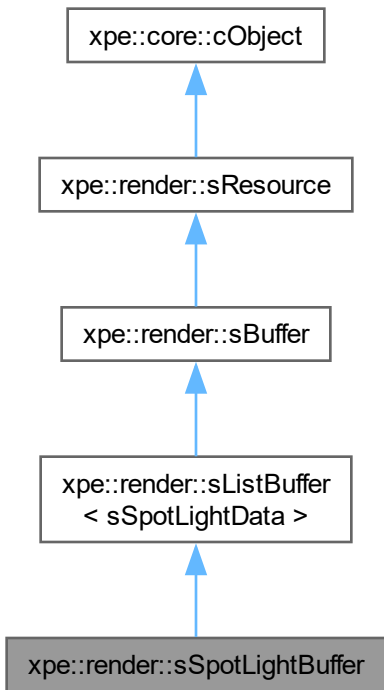 xpe::core::cObject
xpe::render::sResource
xpe::render::sBuffer
xpe::render::sListBuffer
< sSpotLightData >
xpe::render::sSpotLightBuffer